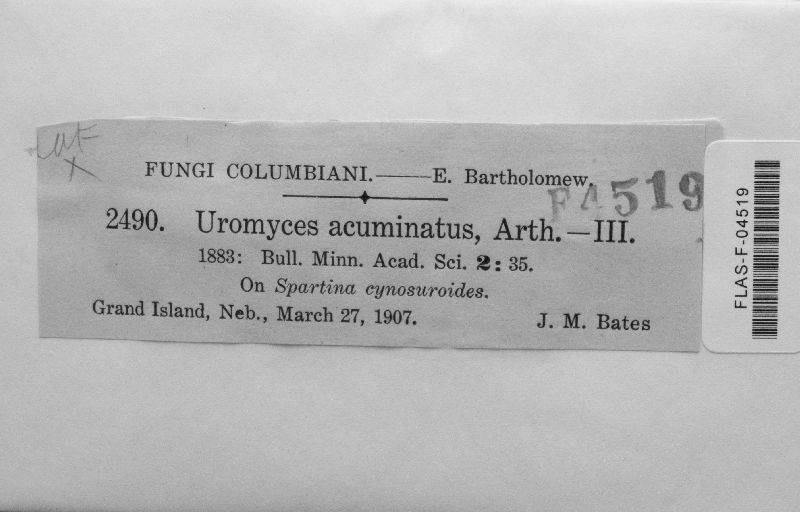 Cat
X
FUNGI COLUMBIANI.——E. Bartholomew.
F4519
2490. Uromyces acuminatus, Arth.—III.
1883: Bull. Minn. Acad. Sci. 2: 35.
On Spartina cynosuroides.
Grand Island, Neb., March 27, 1907. J. M. Bates
FLAS-F-04519